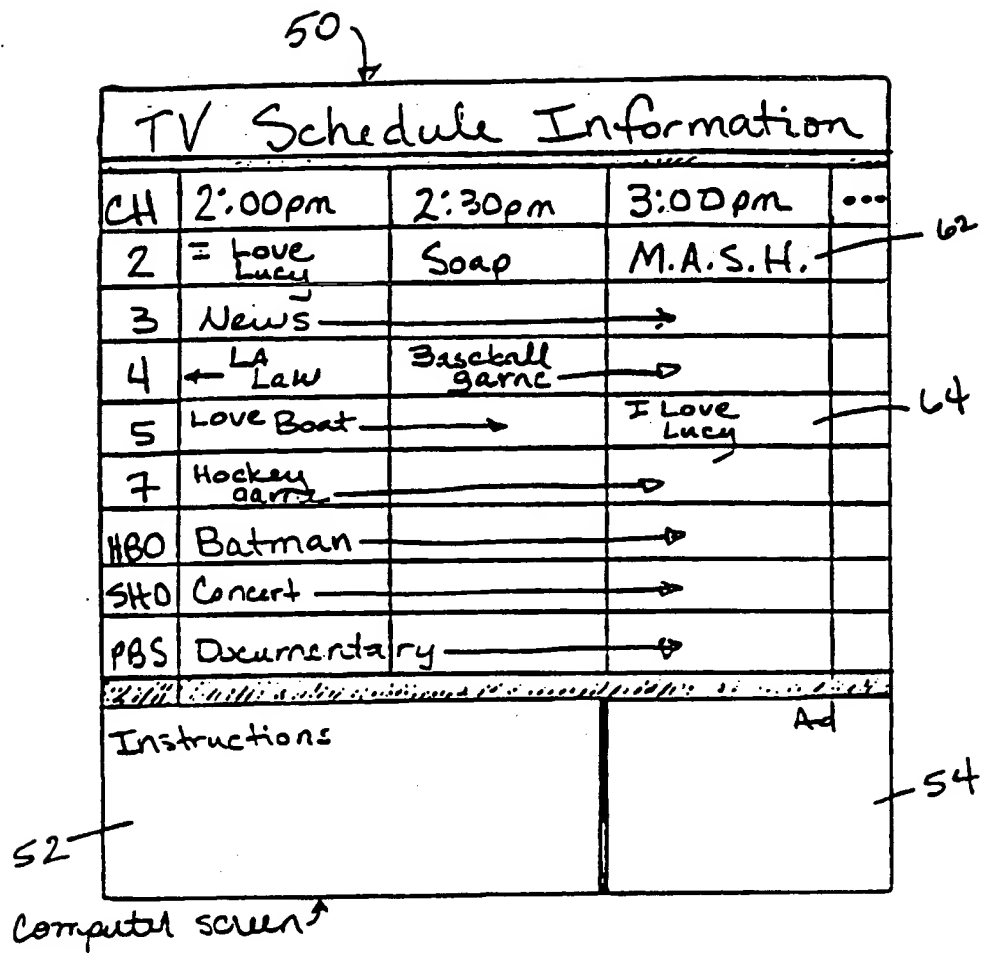 50
TV Schedule Information
CH 2:00pm 2:30pm 3:00pm •••
2 I Love Soap M.A.S.H. 62
Lucy
3 News
4 LA Baseball
Law game
5 Love Boat I Love 64
Lucy
7 Hockey
game
HBO Batman
SHO Concert
PBS Documentary
Instructions Ad
54
52
Computer screen